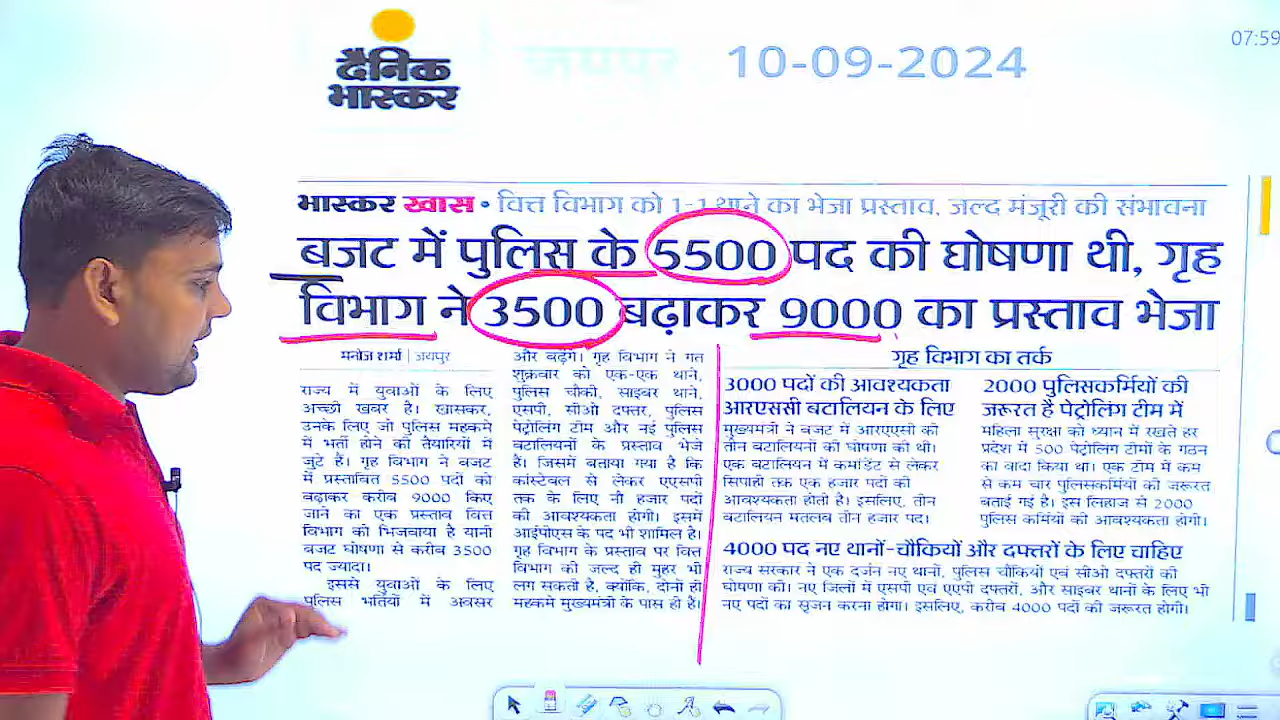 दैनिक
भास्कर
जयपुर
10-09-2024
07:59
भास्कर खास • वित्त विभाग को 1-1 थाने का भेजा प्रस्ताव, जल्द मंजूरी की संभावना
बजट में पुलिस के 5500 पद की घोषणा थी, गृह
विभाग ने 3500 बढ़ाकर 9000 का प्रस्ताव भेजा
मनोज शर्मा | जयपुर
राज्य में युवाओं के लिए
अच्छी खबर है। खासकर,
उनके लिए जो पुलिस महकमे
में भर्ती होने की तैयारियों में
जुटे हैं। गृह विभाग ने बजट
में प्रस्तावित 5500 पदों को
बढ़ाकर करीब 9000 किए
जाने का एक प्रस्ताव वित्त
विभाग को भिजवाया है यानी
बजट घोषणा से करीब 3500
पद ज्यादा।
इससे युवाओं के लिए
पुलिस भर्तियों में अवसर
और बढ़ेंगे। गृह विभाग ने गत
शुक्रवार को एक-एक थाने,
पुलिस चौकी, साइबर थाने,
एसपी, सीओ दफ्तर, पुलिस
पेट्रोलिंग टीम और नई पुलिस
बटालियनों के प्रस्ताव भेजे
हैं। जिसमें बताया गया है कि
कांस्टेबल से लेकर एएसपी
तक के लिए नौ हजार पदों
की आवश्यकता होगी। इसमें
आईपीएस के पद भी शामिल है।
गृह विभाग के प्रस्ताव पर वित्त
विभाग की जल्द ही मुहर भी
लग सकती है, क्योंकि, दोनों ही
महकमे मुख्यमंत्री के पास ही है।
गृह विभाग का तर्क
3000 पदों की आवश्यकता
आरएससी बटालियन के लिए
मुख्यमंत्री ने बजट में आरएएसी की
तीन बटालियनों की घोषणा की थी।
एक बटालियन में कमांडेंट से लेकर
सिपाही तक एक हजार पदों की
आवश्यकता होती है। इसलिए, तीन
बटालियन मतलब तीन हजार पद।
2000 पुलिसकर्मियों की
जरूरत है पेट्रोलिंग टीम में
महिला सुरक्षा को ध्यान में रखते हर
प्रदेश में 500 पेट्रोलिंग टीमों के गठन
का वादा किया था। एक टीम में कम
से कम चार पुलिसकर्मियों की जरूरत
बताई गई है। इस लिहाज से 2000
पुलिस कर्मियों की आवश्यकता होगी।
4000 पद नए थानों-चौकियों और दफ्तरों के लिए चाहिए
राज्य सरकार ने एक दर्जन नए थानों, पुलिस चौकियों एवं सीओ दफ्तरों की
घोषणा की। नए जिलों में एसपी एवं एएपी दफ्तरों, और साइबर थानों के लिए भी
नए पदों का सृजन करना होगा। इसलिए, करीब 4000 पदों की जरूरत होगी।